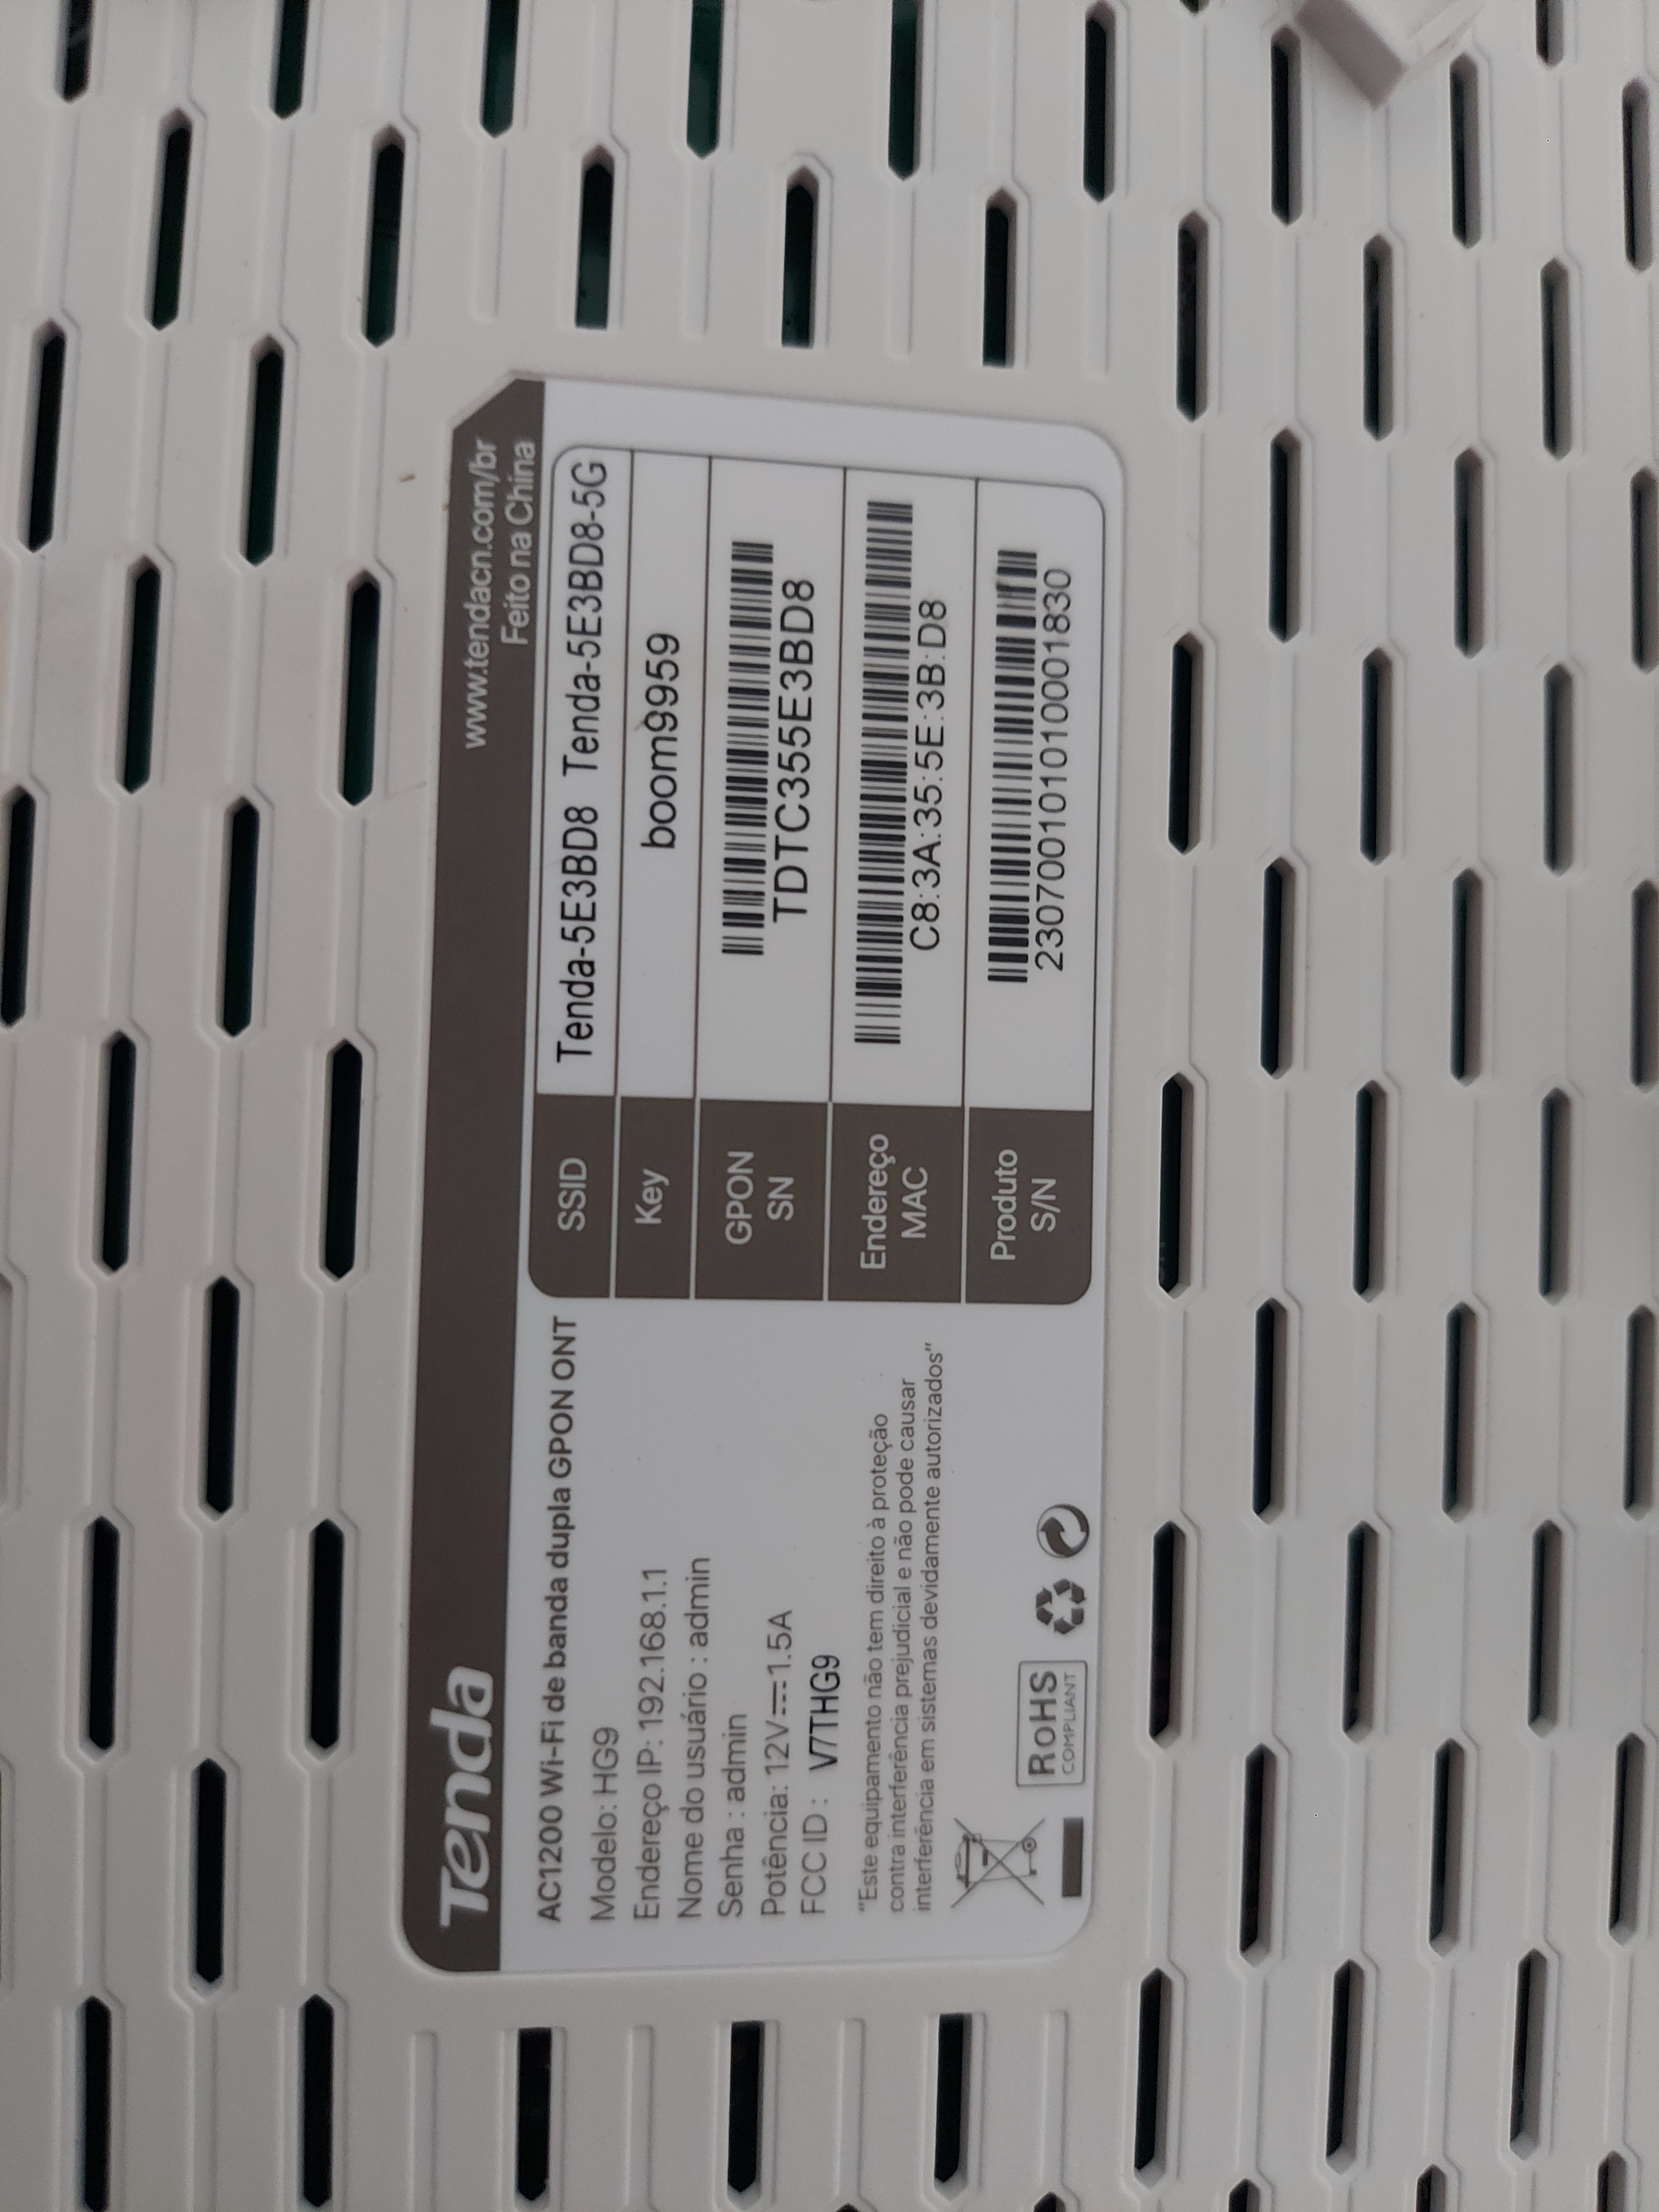 Tenda
www.tendacn.com/br
Feito na China
AC1200 Wi-Fi de banda dupla GPON ONT
Modelo: HG9
Endereço IP: 192.168.1.1
Nome do usuário : admin
Senha : admin
Potência: 12V⎓1.5A
FCC ID : V7THG9
"Este equipamento não tem direito à proteção
contra interferência prejudicial e não pode causar
interferência em sistemas devidamente autorizados"
RoHS
COMPLIANT
SSID Tenda-5E3BD8 Tenda-5E3BD8-5G
Key boom9959
GPON
SN
TDTC355E3BD8
Endereço
MAC
C8:3A:35:5E:3B:D8
Produto
S/N
23070010101001830